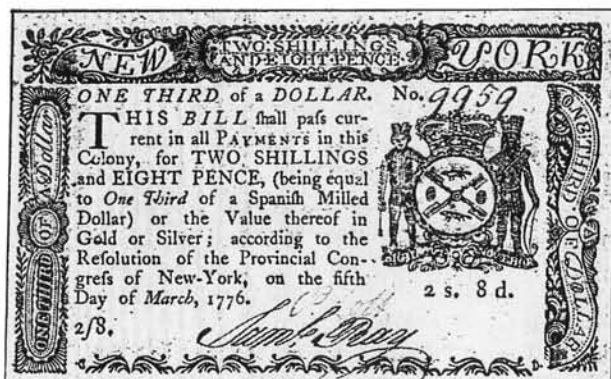 NEW
TWO SHILLINGS
AND EIGHT PENCE
YORK
ONE THIRD of a DOLLAR. No. 9959
THIS BILL ſhall paſs cur-
rent in all PAYMENTS in this
Colony, for TWO SHILLINGS
and EIGHT PENCE, (being equal
to One Third of a Spaniſh Milled
Dollar) or the Value thereof in
Gold or Silver; according to the
Reſolution of the Provincial Con-
greſs of New-York, on the fifth
Day of March, 1776.
2 s. 8 d.
2ſ8.
ONE THIRD OF A Dollar
ONE THIRD OF A DOLLAR